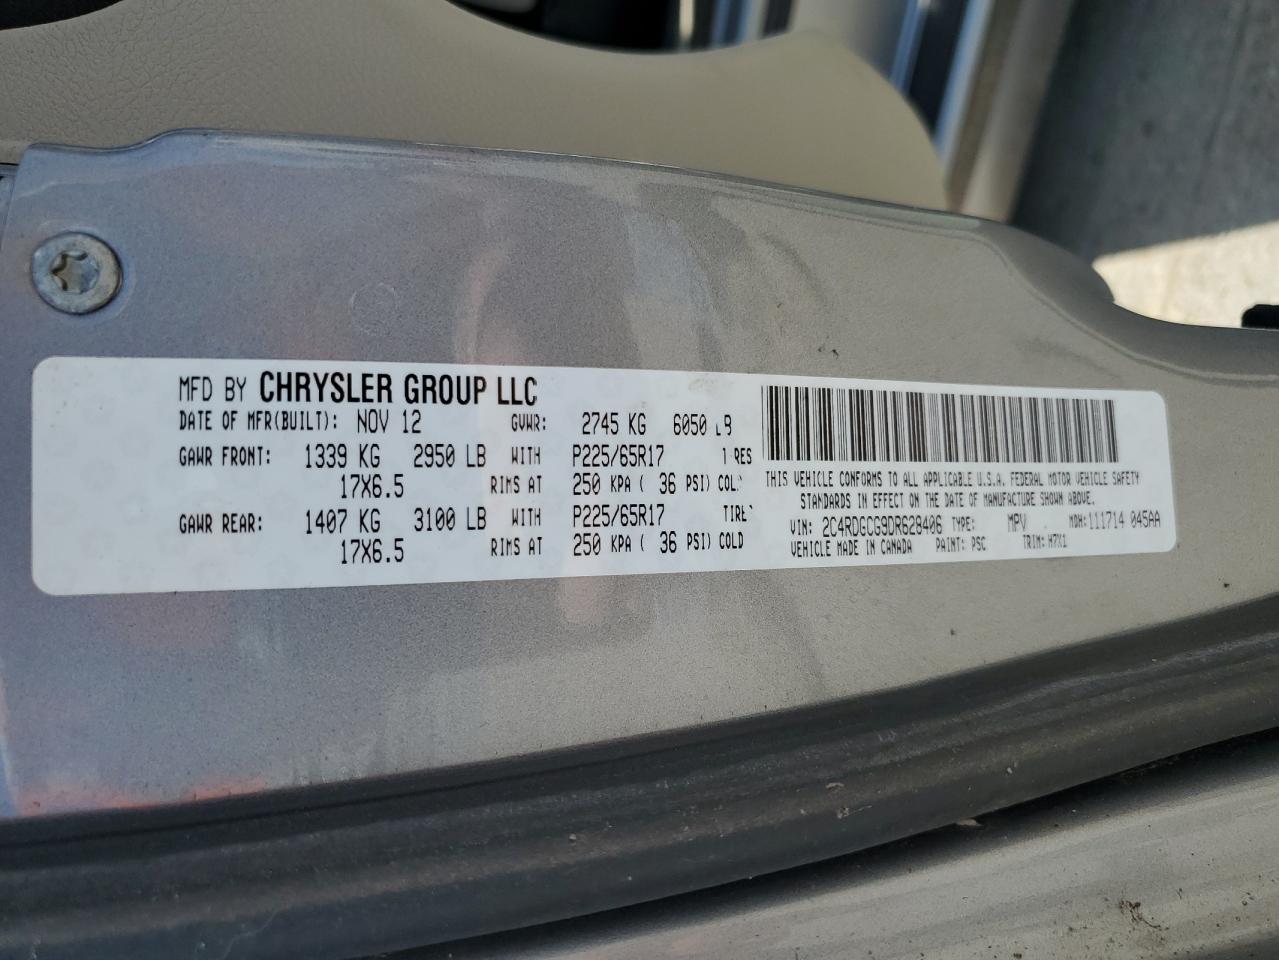 MFD BY CHRYSLER GROUP LLC
DATE OF MFR(BUILT): NOV 12 GVWR: 2745 KG 6050 LB
GAWR FRONT: 1339 KG 2950 LB WITH P225/65R17 TIRES
17X6.5 RIMS AT 250 KPA ( 36 PSI) COLD
GAWR REAR: 1407 KG 3100 LB WITH P225/65R17 TIRE
17X6.5 RIMS AT 250 KPA ( 36 PSI) COLD
THIS VEHICLE CONFORMS TO ALL APPLICABLE U.S.A. FEDERAL MOTOR VEHICLE SAFETY
STANDARDS IN EFFECT ON THE DATE OF MANUFACTURE SHOWN ABOVE.
VIN: 2C4RDGCG9DR628406 TYPE: MPV MDH: 111714 045AA
VEHICLE MADE IN CANADA PAINT: PSC TRIM: H7X1